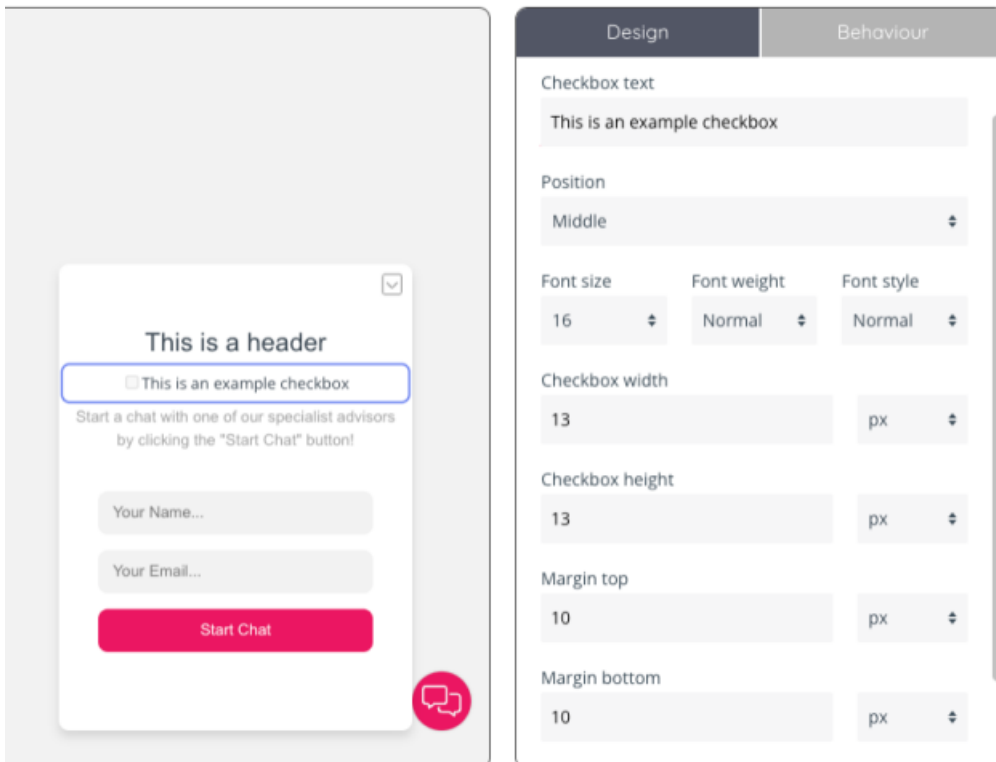 This is a header
This is an example checkbox
Start a chat with one of our specialist advisors
by clicking the "Start Chat" button!
Your Name...
Your Email...
Start Chat
Design
Behaviour
Checkbox text
This is an example checkbox
Position
Middle
Font size
Font weight
Font style
16
Normal
Normal
Checkbox width
13
px
Checkbox height
13
px
Margin top
10
px
Margin bottom
10
px